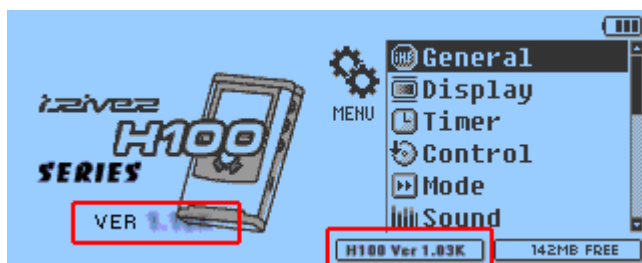 iriver
H100
SERIES
VER
MENU
General
Display
Timer
Control
Mode
Sound
H100 Ver 1.03K
142MB FREE